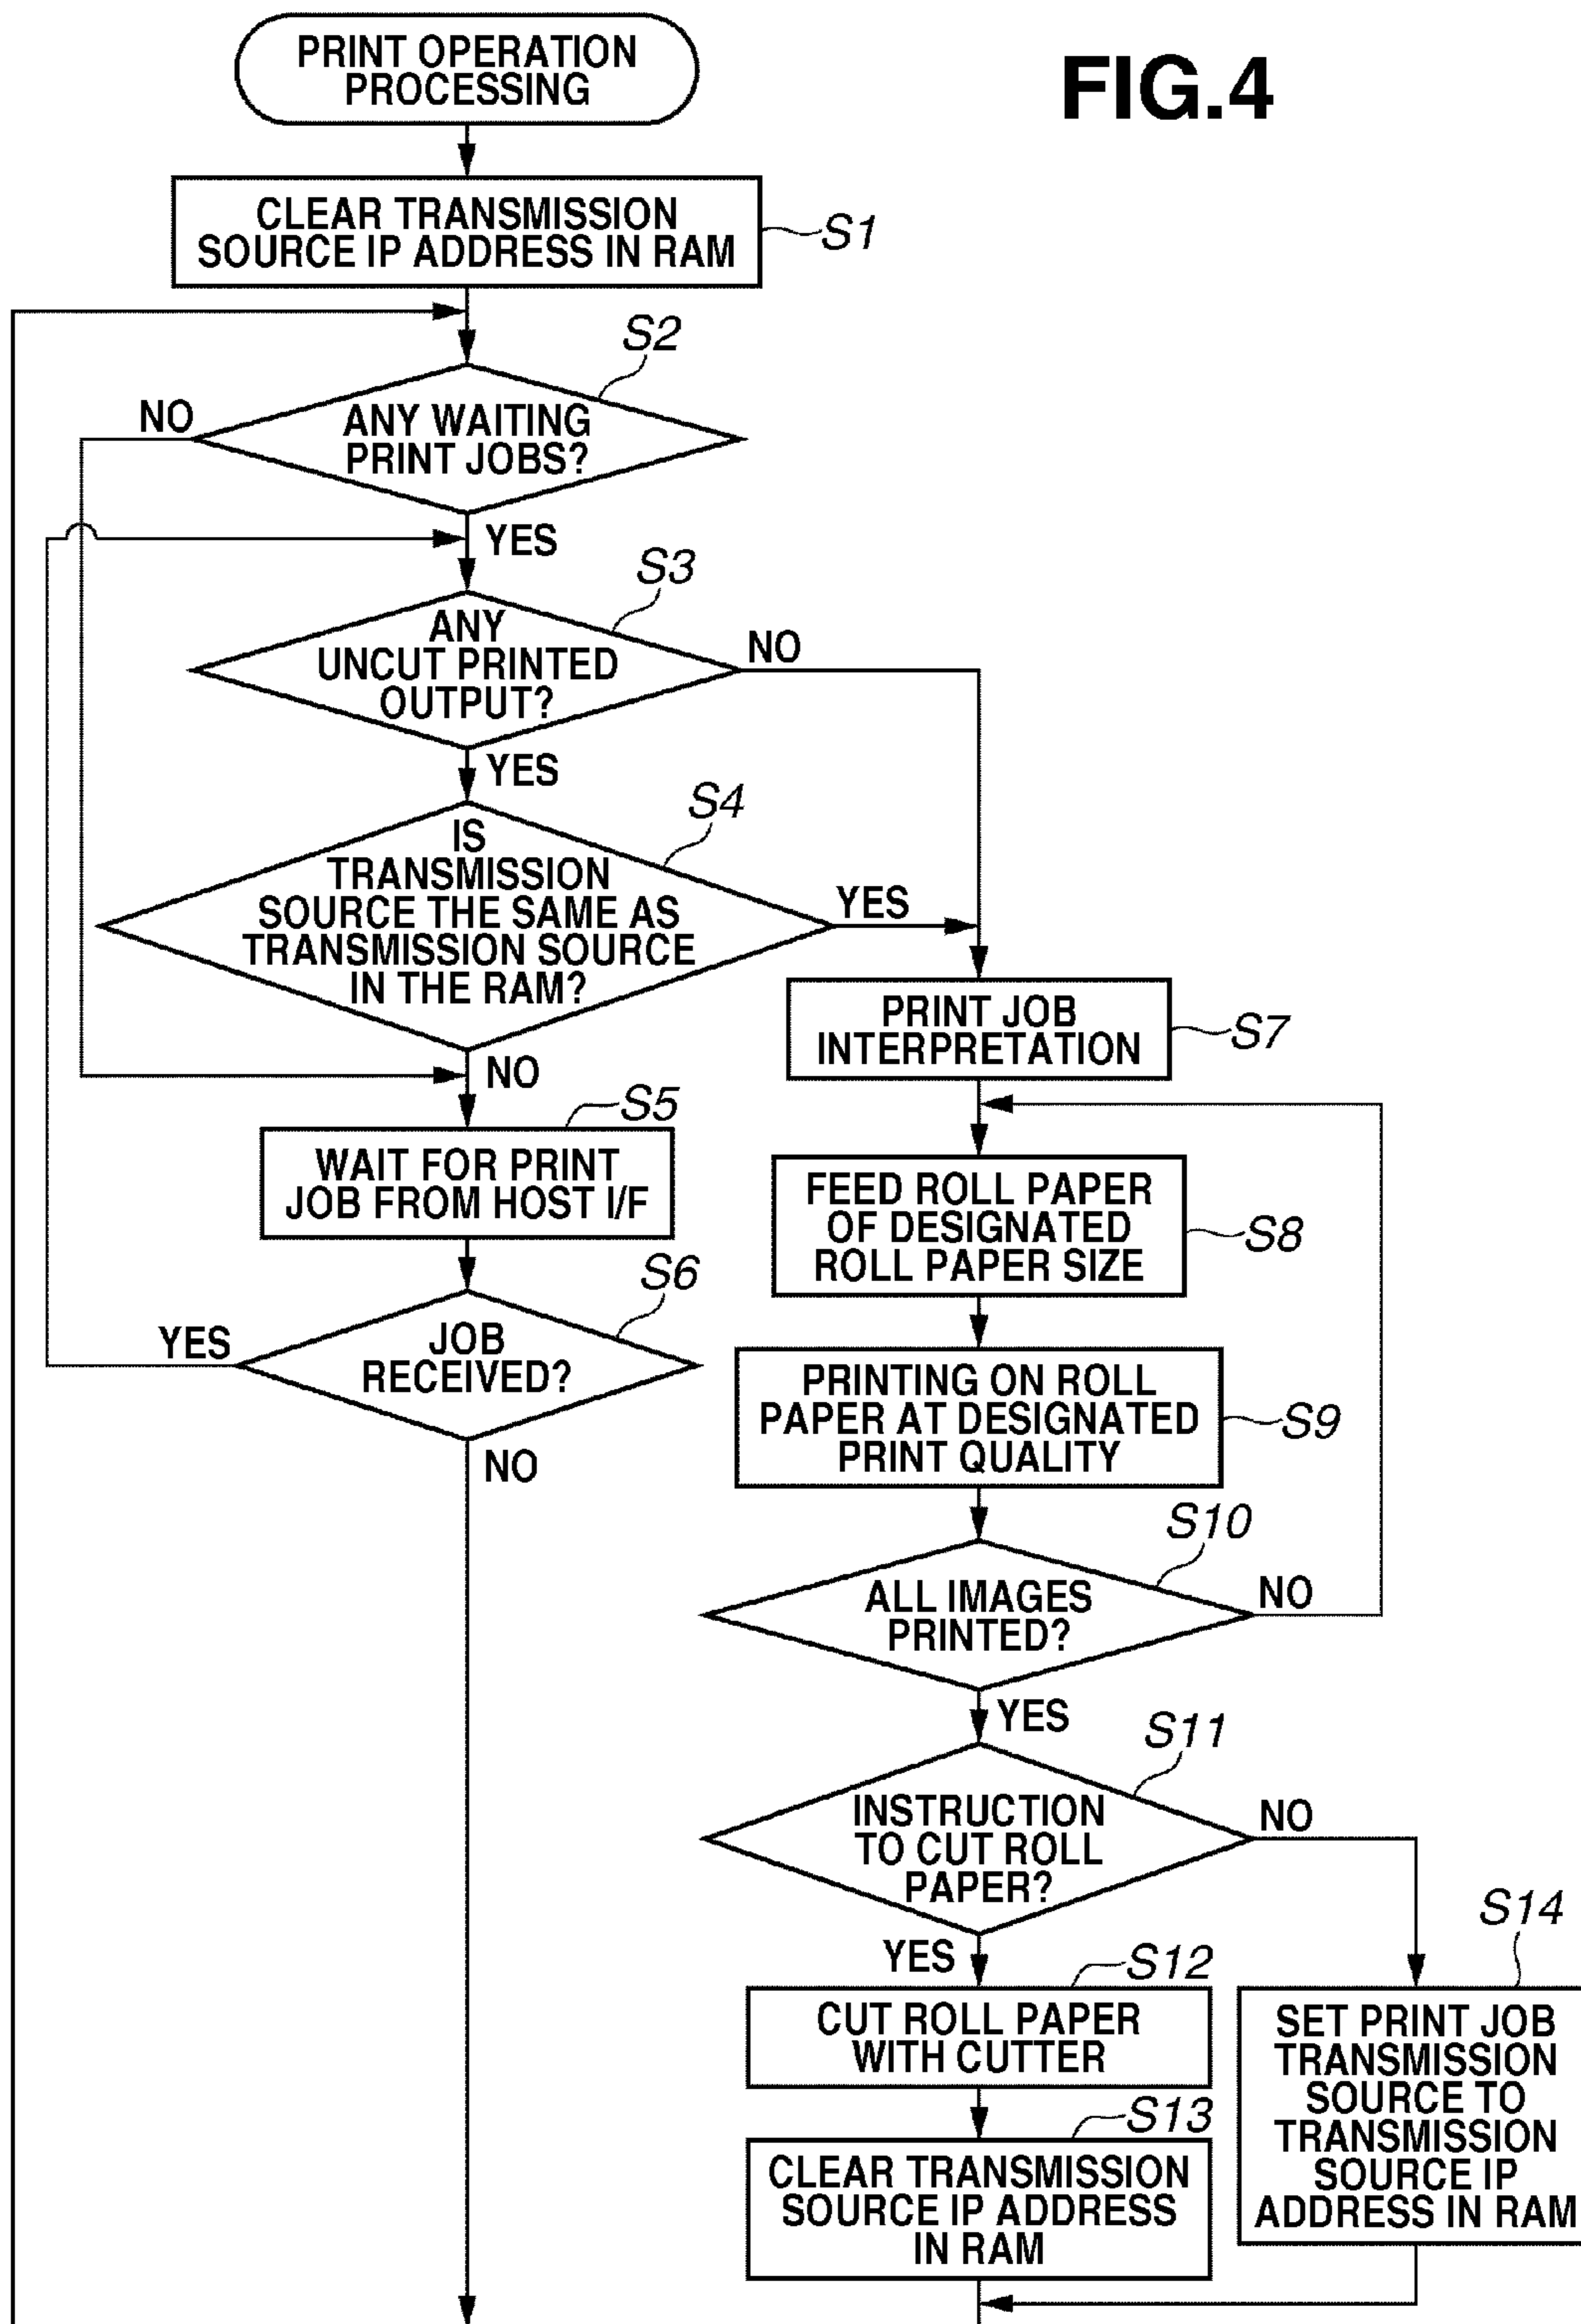 PRINT OPERATION
PROCESSING
FIG.4
CLEAR TRANSMISSION
SOURCE IP ADDRESS IN RAM
S1
S2
NO
ANY WAITING
PRINT JOBS?
YES
S3
ANY
UNCUT PRINTED
OUTPUT?
NO
YES
S4
IS
TRANSMISSION
SOURCE THE SAME AS
TRANSMISSION SOURCE
IN THE RAM?
YES
NO
S5
WAIT FOR PRINT
JOB FROM HOST I/F
S6
YES
JOB
RECEIVED?
NO
PRINT JOB
INTERPRETATION
S7
FEED ROLL PAPER
OF DESIGNATED
ROLL PAPER SIZE
S8
PRINTING ON ROLL
PAPER AT DESIGNATED
PRINT QUALITY
S9
S10
ALL IMAGES
PRINTED?
NO
YES
S11
INSTRUCTION
TO CUT ROLL
PAPER?
NO
YES
S12
CUT ROLL PAPER
WITH CUTTER
S13
CLEAR TRANSMISSION
SOURCE IP ADDRESS
IN RAM
S14
SET PRINT JOB
TRANSMISSION
SOURCE TO
TRANSMISSION
SOURCE IP
ADDRESS IN RAM